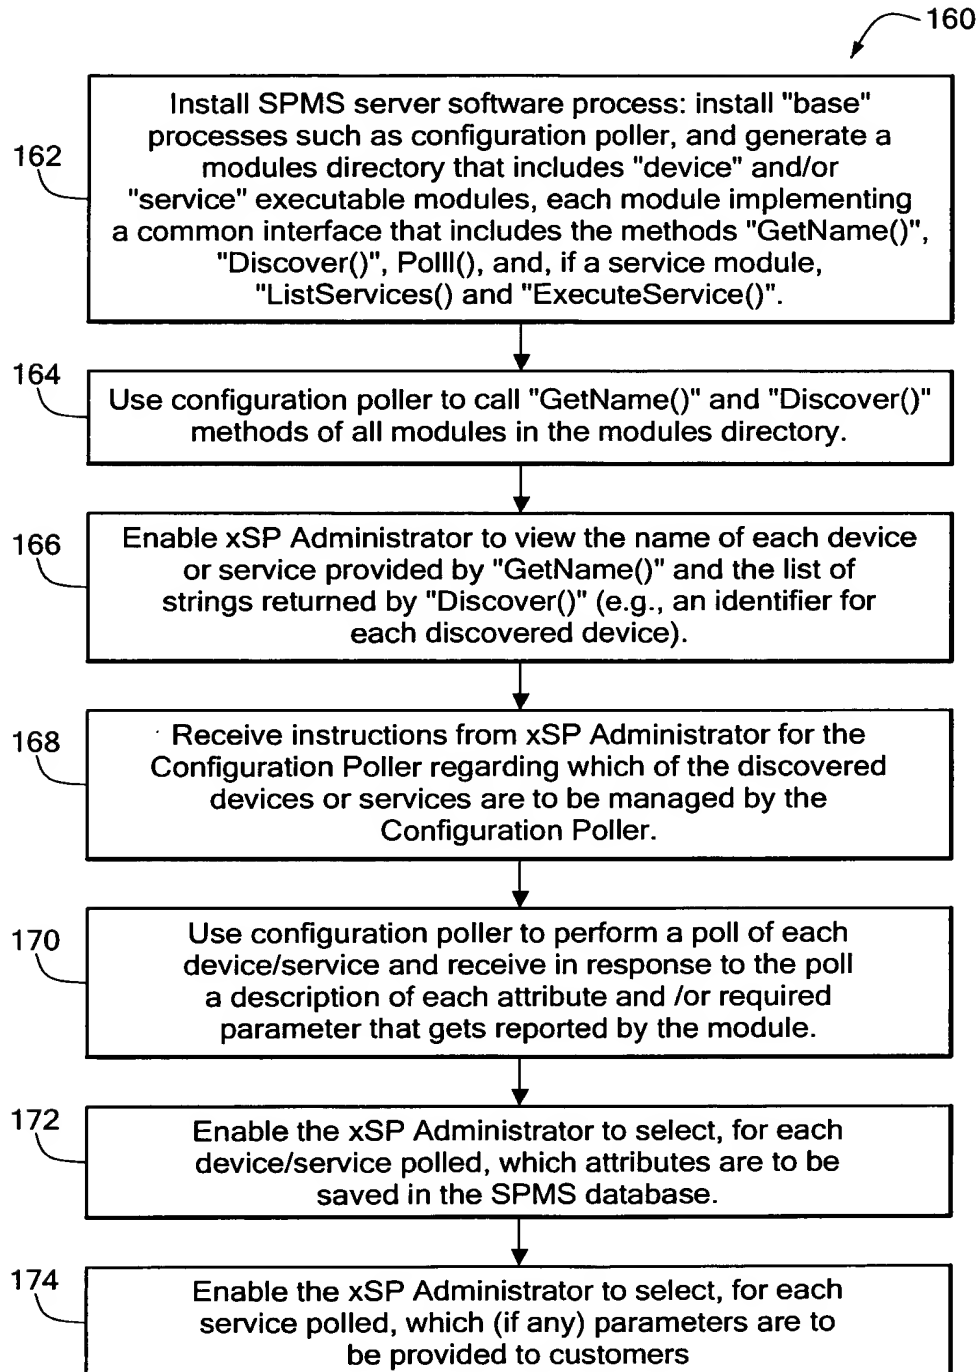 160
162
Install SPMS server software process: install "base"
processes such as configuration poller, and generate a
modules directory that includes "device" and/or
"service" executable modules, each module implementing
a common interface that includes the methods "GetName()",
"Discover()", Polll(), and, if a service module,
"ListServices() and "ExecuteService()".
164
Use configuration poller to call "GetName()" and "Discover()"
methods of all modules in the modules directory.
166
Enable xSP Administrator to view the name of each device
or service provided by "GetName()" and the list of
strings returned by "Discover()" (e.g., an identifier for
each discovered device).
168
Receive instructions from xSP Administrator for the
Configuration Poller regarding which of the discovered
devices or services are to be managed by the
Configuration Poller.
170
Use configuration poller to perform a poll of each
device/service and receive in response to the poll
a description of each attribute and /or required
parameter that gets reported by the module.
172
Enable the xSP Administrator to select, for each
device/service polled, which attributes are to be
saved in the SPMS database.
174
Enable the xSP Administrator to select, for each
service polled, which (if any) parameters are to
be provided to customers